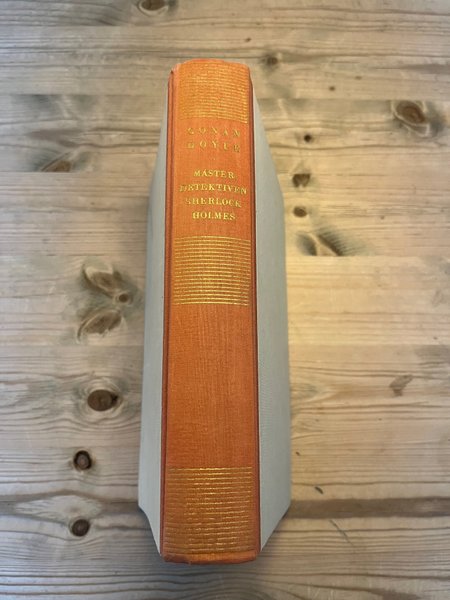 CONAN
DOYLE
MÄSTER
DETEKTIVEN
SHERLOCK
HOLMES